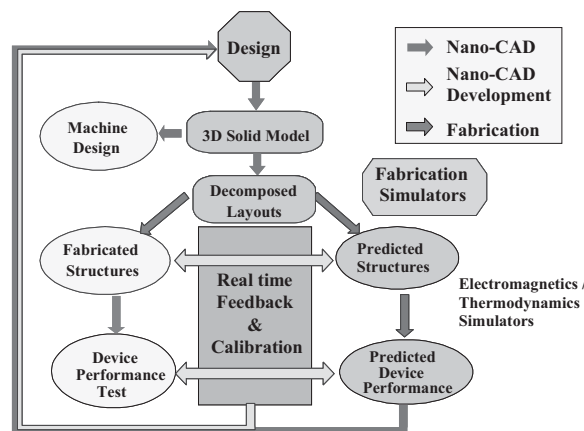 Design
Nano-CAD
Nano-CAD
Development
Fabrication
Machine
Design
3D Solid Model
Decomposed
Layouts
Fabrication
Simulators
Fabricated
Structures
Real time
Feedback
&
Calibration
Predicted
Structures
Electromagnetics /
Thermodynamics
Simulators
Device
Performance
Test
Predicted
Device
Performance